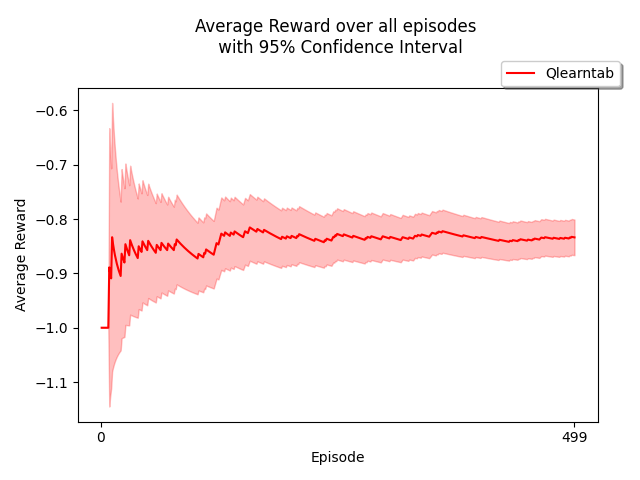 Average Reward over all episodes
with 95% Confidence Interval
Qlearntab
−0.6
−0.7
−0.8
−0.9
−1.0
−1.1
Average Reward
0
499
Episode